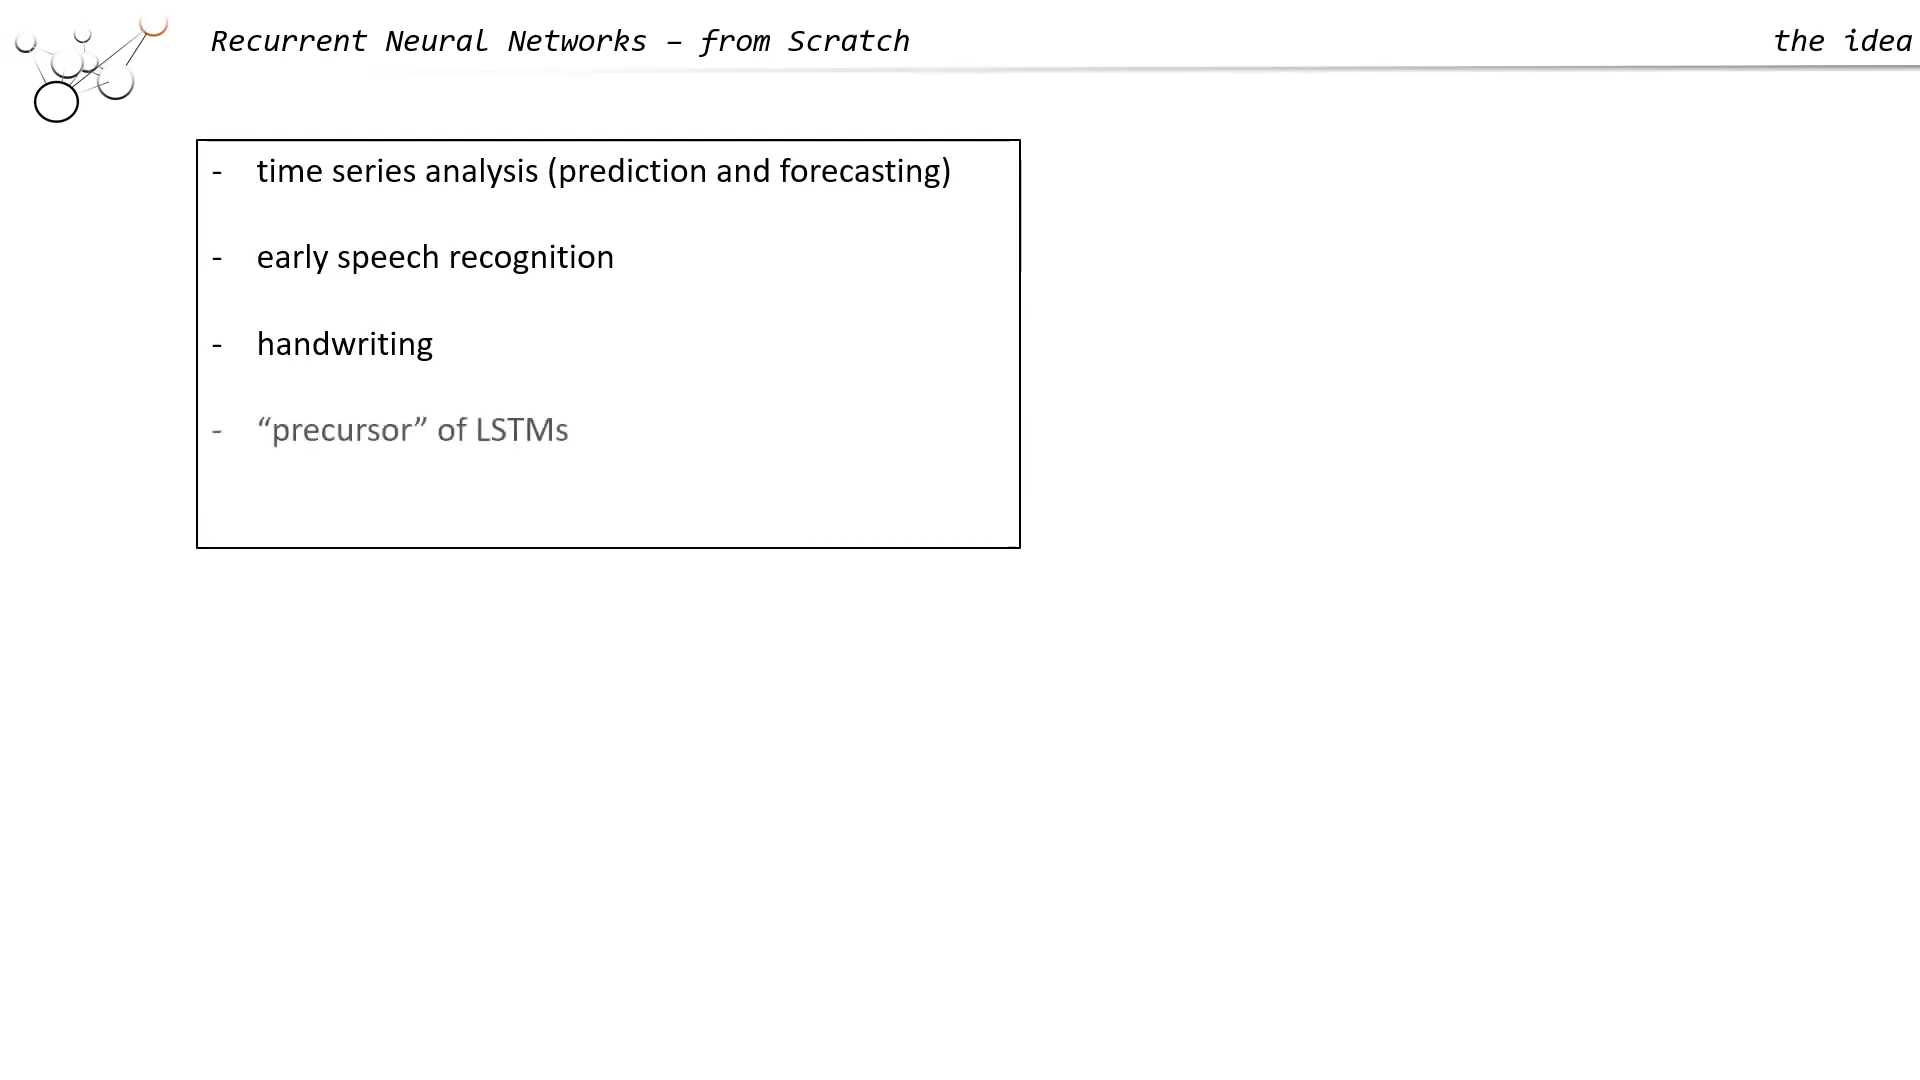 Recurrent Neural Networks – from Scratch
the idea
- time series analysis (prediction and forecasting)
- early speech recognition
- handwriting
- “precursor” of LSTMs